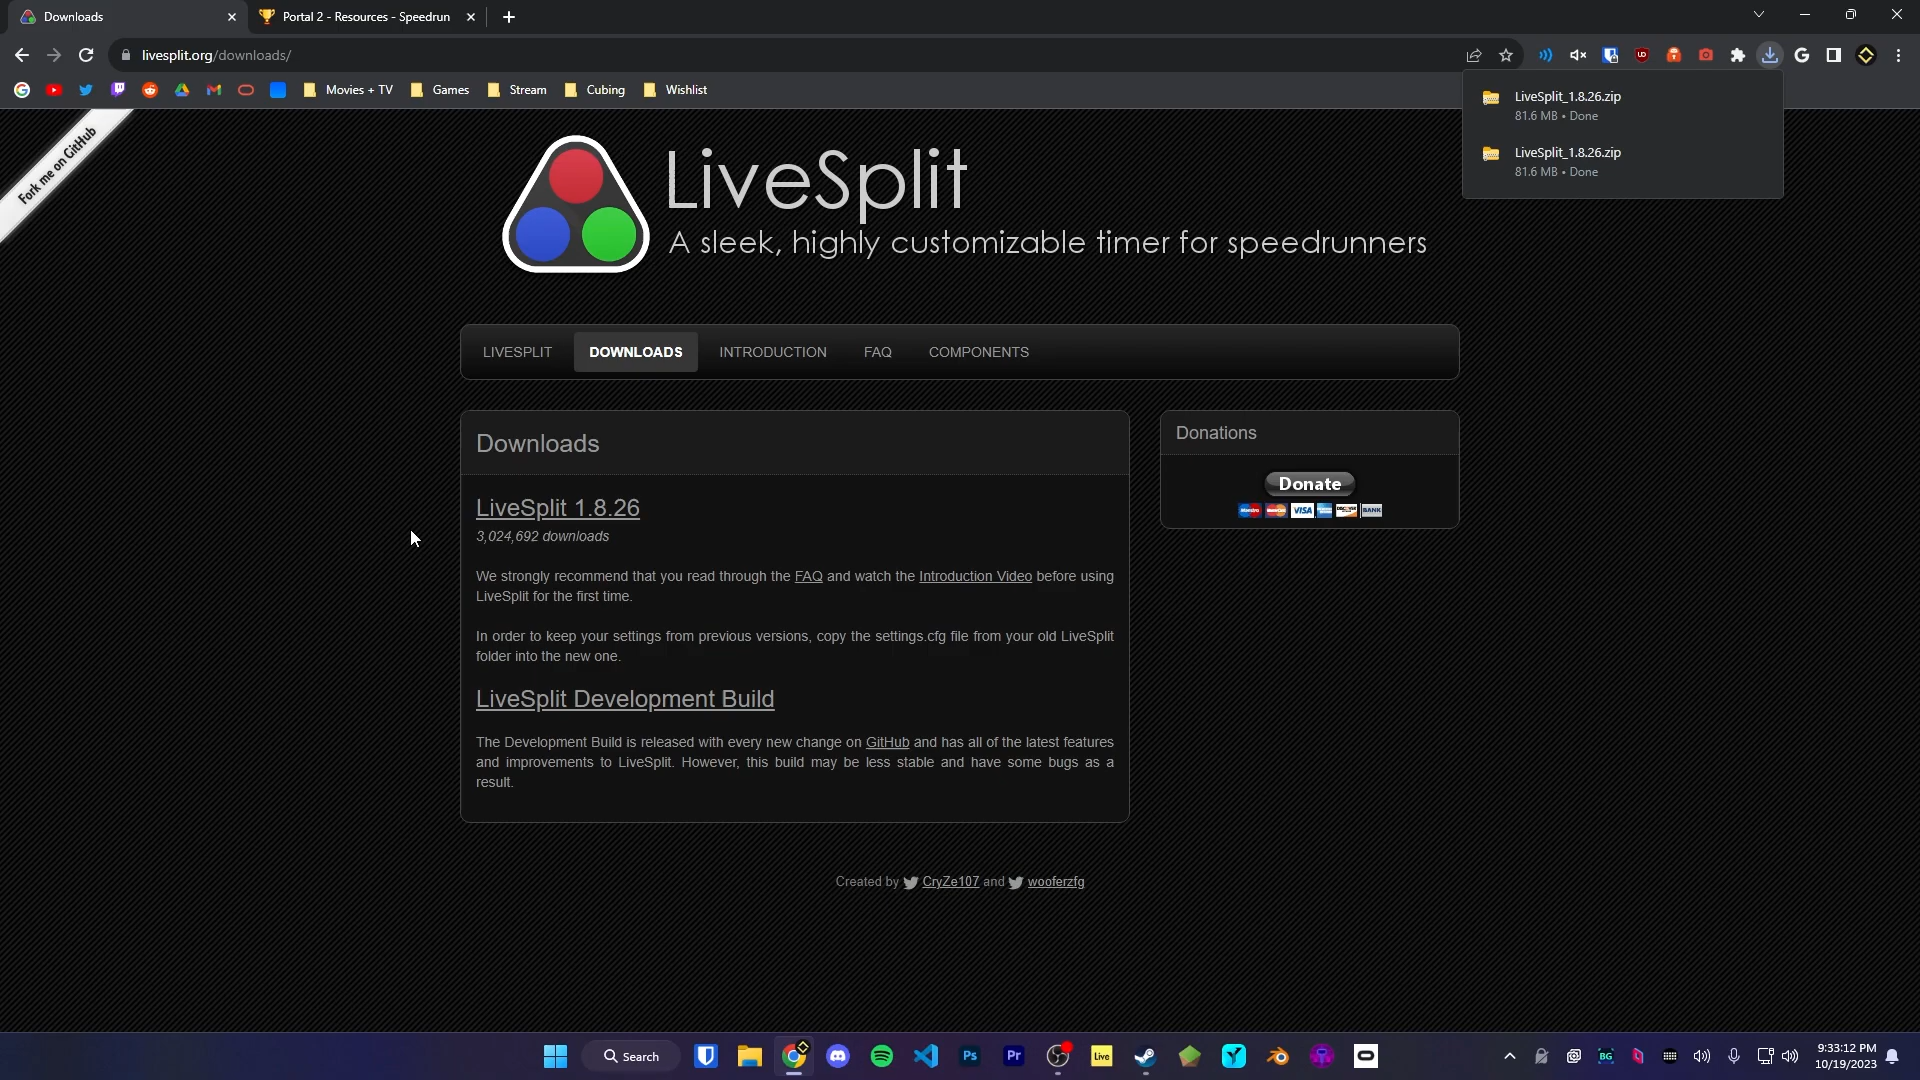 Downloads
Portal 2 - Resources - Speedrun
livesplit.org/downloads/
Movies + TV
Games
Stream
Cubing
Wishlist
LiveSplit_1.8.26.zip
81.6 MB • Done
LiveSplit_1.8.26.zip
81.6 MB • Done
Fork me on GitHub
LiveSplit
A sleek, highly customizable timer for speedrunners
LIVESPLIT
DOWNLOADS
INTRODUCTION
FAQ
COMPONENTS
Downloads
LiveSplit 1.8.26
3,024,692 downloads
We strongly recommend that you read through the FAQ and watch the Introduction Video before using
LiveSplit for the first time.
In order to keep your settings from previous versions, copy the settings.cfg file from your old LiveSplit
folder into the new one.
LiveSplit Development Build
The Development Build is released with every new change on GitHub and has all of the latest features
and improvements to LiveSplit. However, this build may be less stable and have some bugs as a
result.
Donations
Donate
VISA
BANK
Created by CryZe107 and wooferzfg
Search
Ps
Pr
Live
BG
9:33:12 PM
10/19/2023